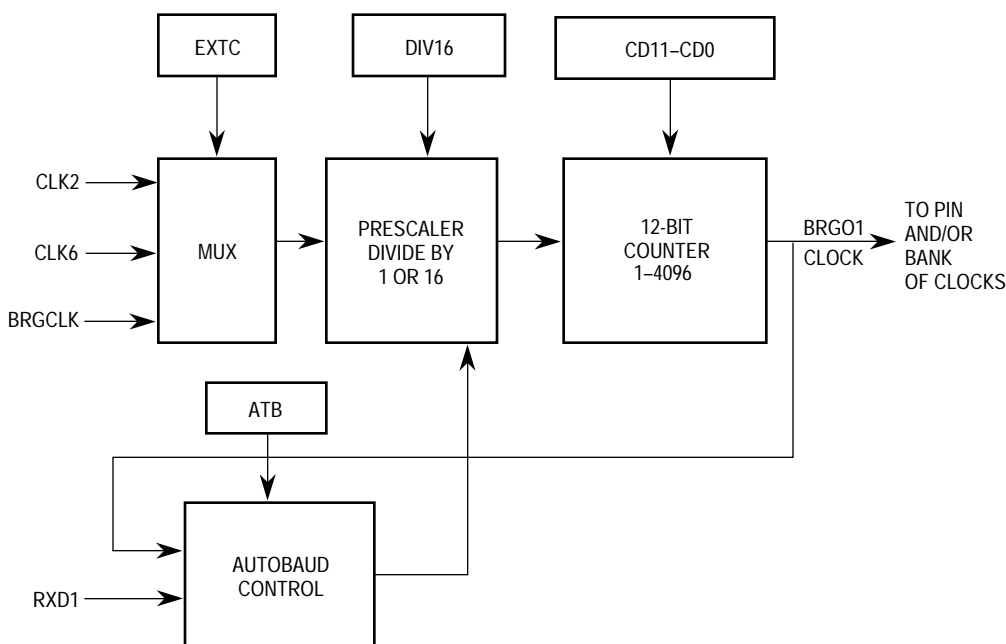 EXTC
DIV16
CD11–CD0
CLK2
CLK6
BRGCLK
MUX
PRESCALER
DIVIDE BY
1 OR 16
12-BIT
COUNTER
1–4096
BRGO1
CLOCK
TO PIN
AND/OR
BANK
OF CLOCKS
ATB
AUTOBAUD
CONTROL
RXD1